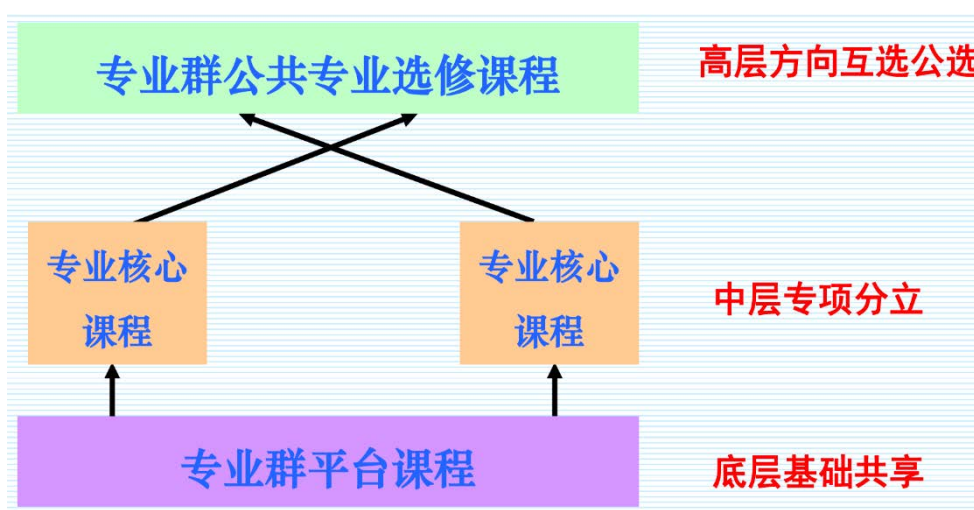 专业群公共专业选修课程
高层方向互选公选
专业核心
课程
专业核心
课程
中层专项分立
专业群平台课程
底层基础共享